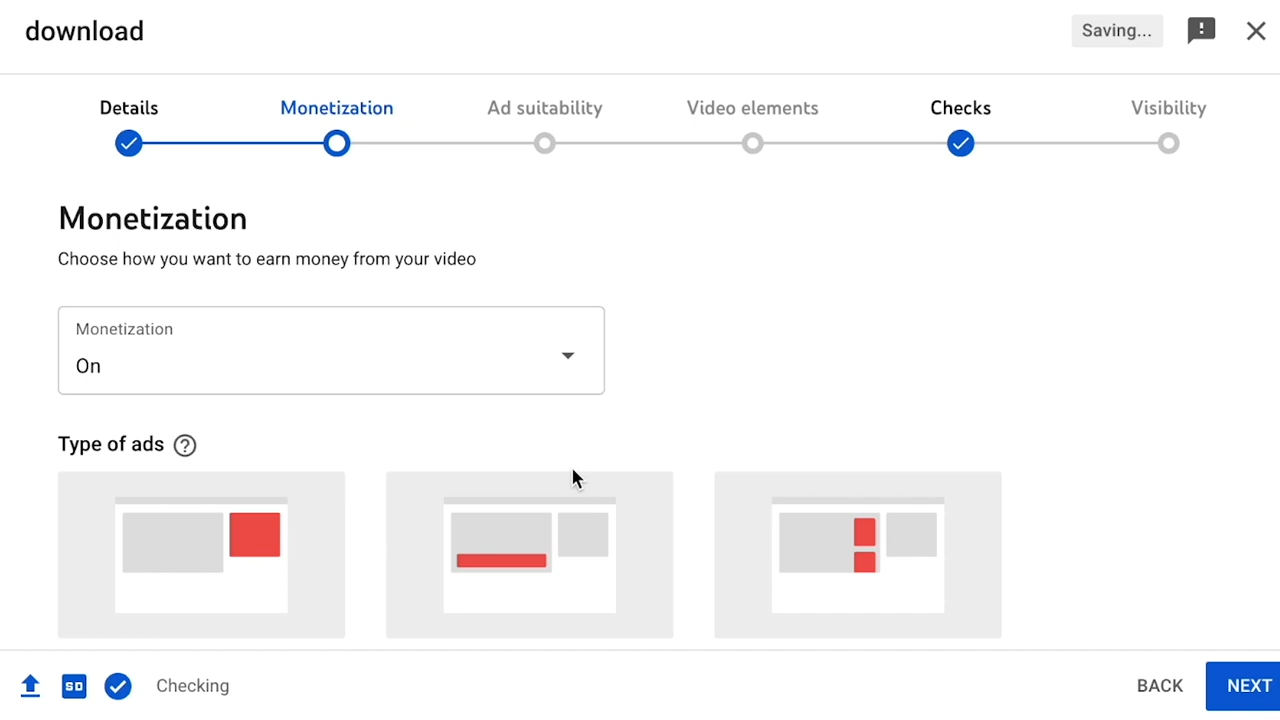 download
Saving...
Details
Monetization
Ad suitability
Video elements
Checks
Visibility
Monetization
Choose how you want to earn money from your video
Monetization
On
Type of ads
SD
Checking
BACK
NEXT